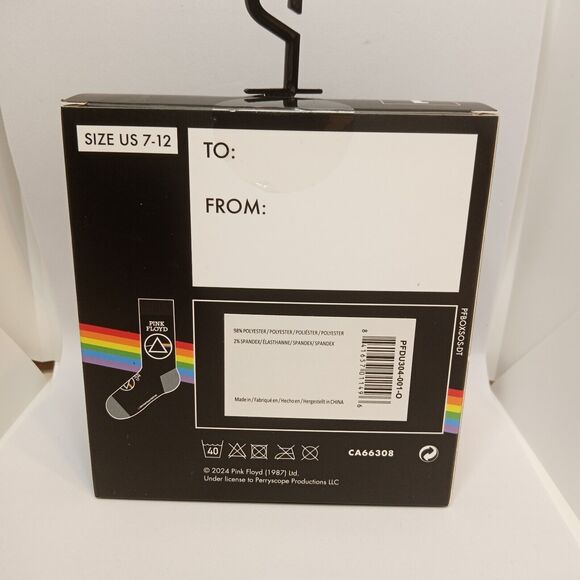 SIZE US 7-12
TO:
FROM:
PINK
FLOYD
98% POLYESTER / POLYESTER / POLIÉSTER / POLYESTER
2% SPANDEX / ÉLASTHANNE / SPANDEX / SPANDEX
Made in / Fabriqué en / Hecho en / Hergestellt in CHINA
PFDU304-001-O
PFBOXSOS-DT
40
CA66308
© 2024 Pink Floyd (1987) Ltd.
Under license to Perryscope Productions LLC